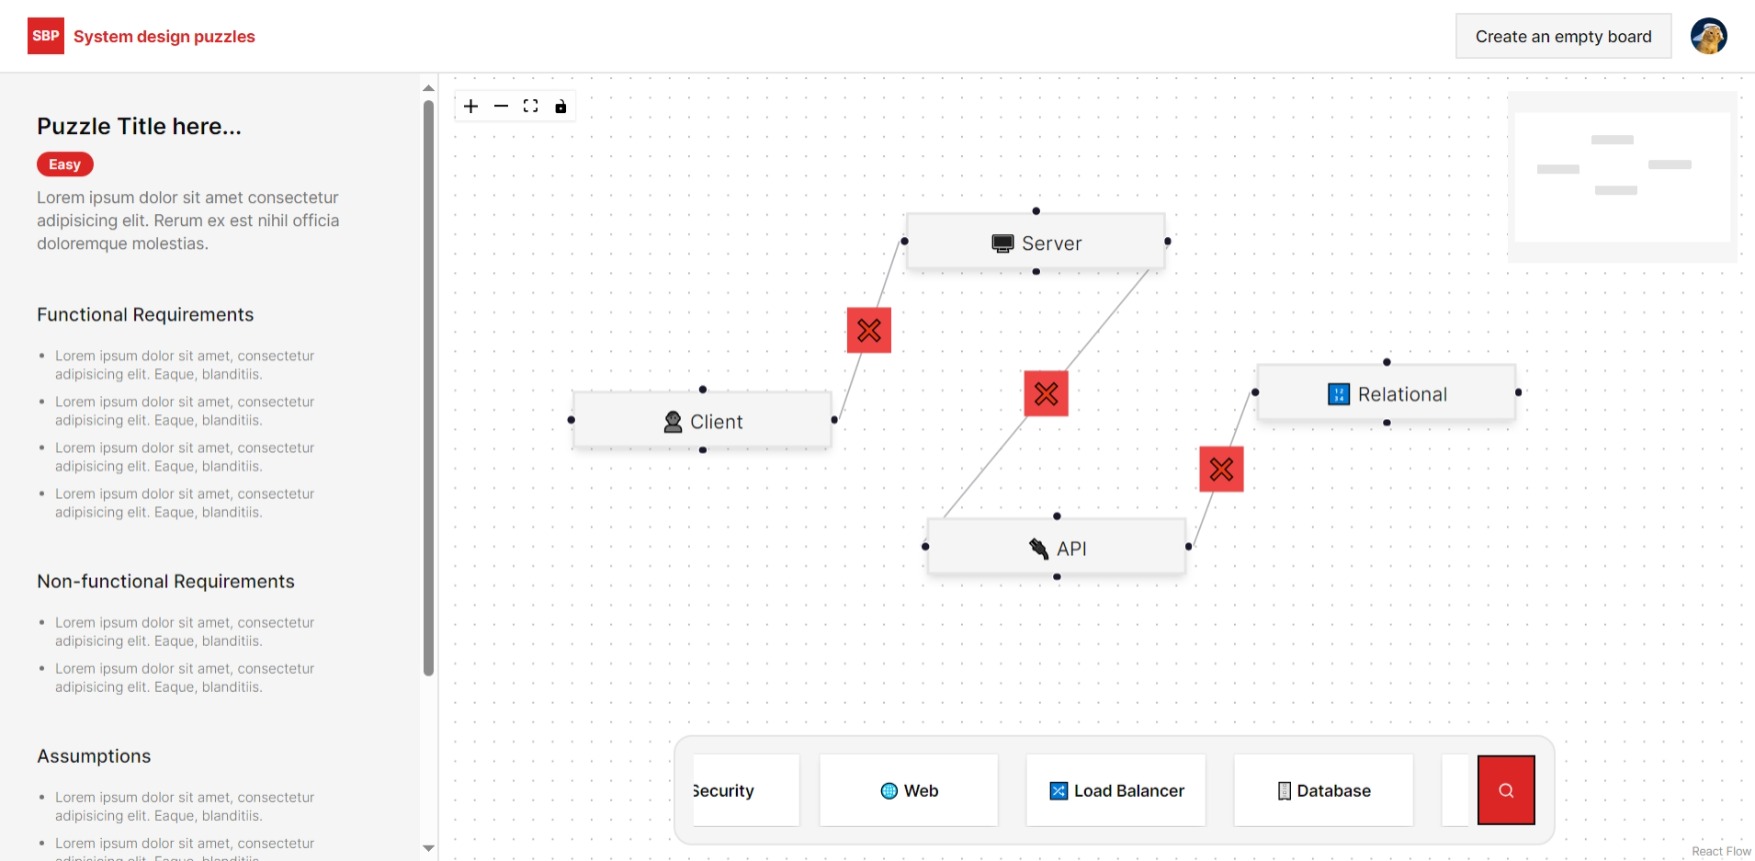 SBP System design puzzles
Create an empty board
Puzzle Title here...
Easy
Lorem ipsum dolor sit amet consectetur
adipisicing elit. Rerum ex est nihil officia
doloremque molestias.
Functional Requirements
• Lorem ipsum dolor sit amet, consectetur
adipisicing elit. Eaque, blanditiis.
• Lorem ipsum dolor sit amet, consectetur
adipisicing elit. Eaque, blanditiis.
• Lorem ipsum dolor sit amet, consectetur
adipisicing elit. Eaque, blanditiis.
• Lorem ipsum dolor sit amet, consectetur
adipisicing elit. Eaque, blanditiis.
Non-functional Requirements
• Lorem ipsum dolor sit amet, consectetur
adipisicing elit. Eaque, blanditiis.
• Lorem ipsum dolor sit amet, consectetur
adipisicing elit. Eaque, blanditiis.
Assumptions
• Lorem ipsum dolor sit amet, consectetur
adipisicing elit. Eaque, blanditiis.
• Lorem ipsum dolor sit amet, consectetur
adipisicing elit. Eaque, blanditiis.
Server
Client
Relational
API
Security
Web
Load Balancer
Database
React Flow